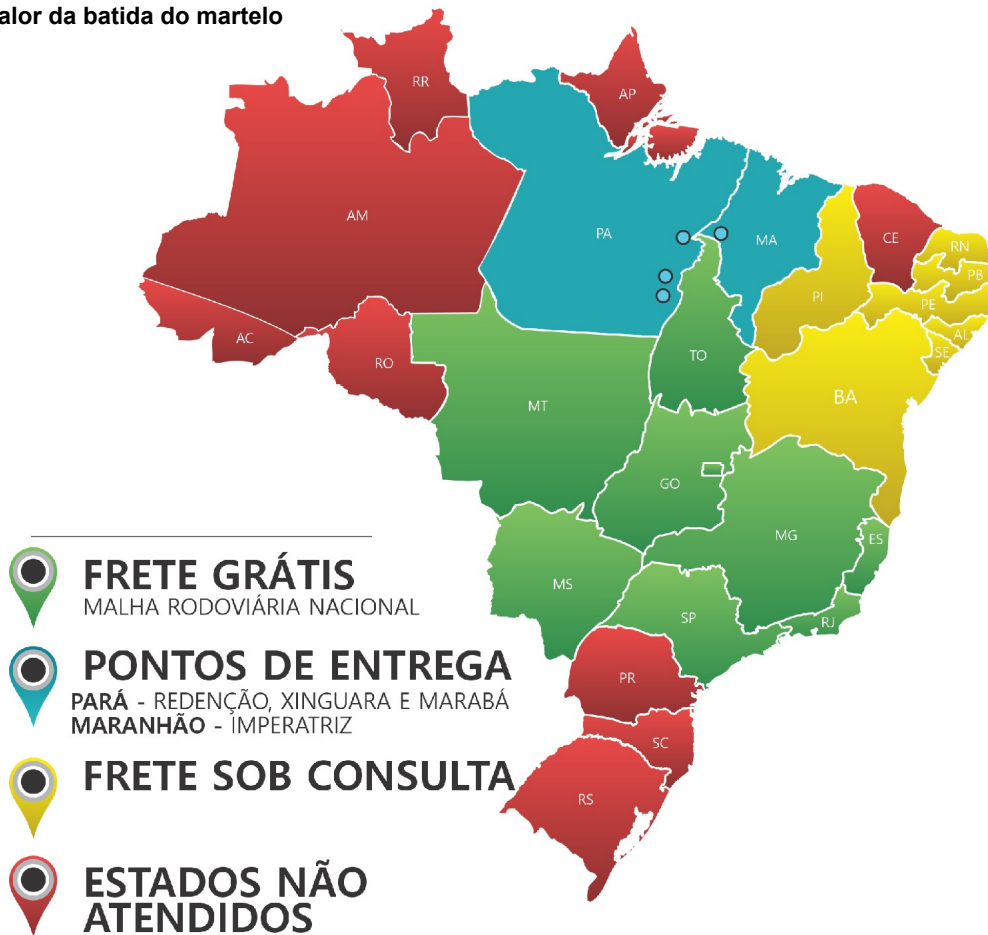 alor da batida do martelo
RR
AP
AM
PA
MA
CE
RN
PB
PI
PE
AL
SE
AC
RO
TO
BA
MT
GO
MG
ES
MS
SP
RJ
PR
SC
RS
FRETE GRÁTIS
MALHA RODOVIÁRIA NACIONAL
PONTOS DE ENTREGA
PARÁ - REDENÇÃO, XINGUARA E MARABÁ
MARANHÃO - IMPERATRIZ
FRETE SOB CONSULTA
ESTADOS NÃO
ATENDIDOS